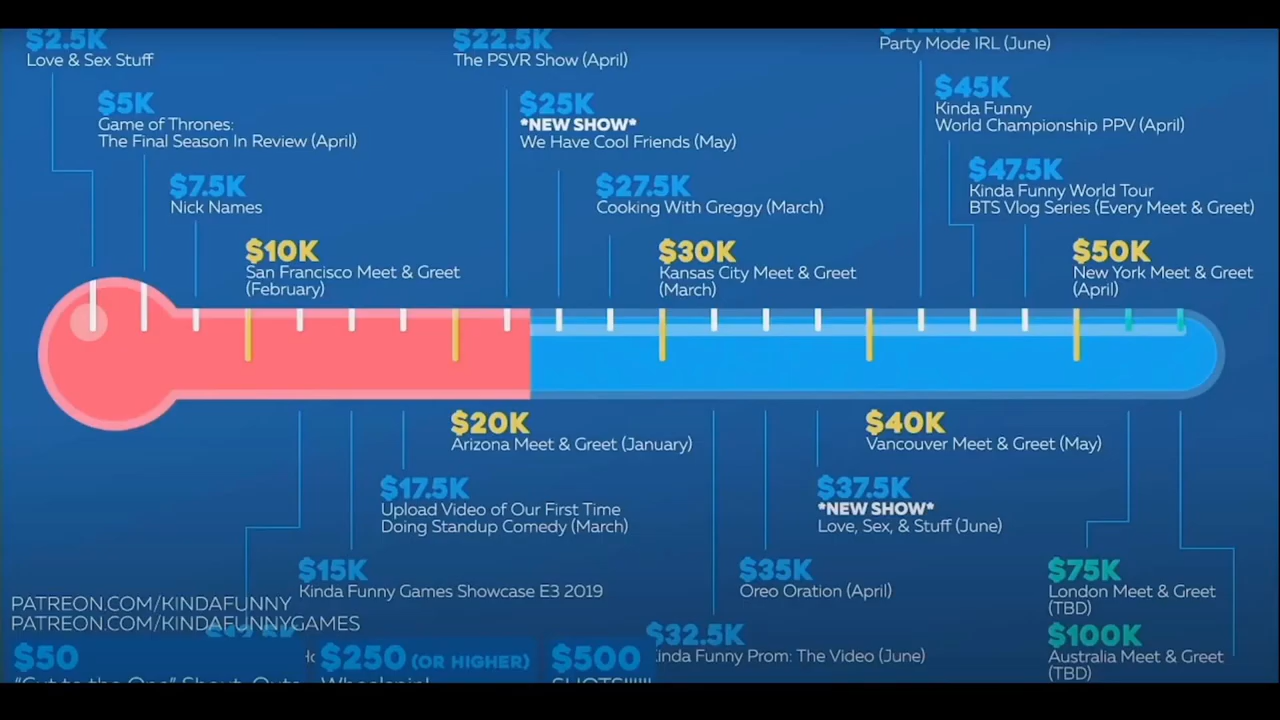 $2.5K
Love & Sex Stuff
$5K
Game of Thrones:
The Final Season In Review (April)
$7.5K
Nick Names
$10K
San Francisco Meet & Greet
(February)
$22.5K
The PSVR Show (April)
$25K
*NEW SHOW*
We Have Cool Friends (May)
$27.5K
Cooking With Greggy (March)
$30K
Kansas City Meet & Greet
(March)
Party Mode IRL (June)
$45K
Kinda Funny
World Championship PPV (April)
$47.5K
Kinda Funny World Tour
BTS Vlog Series (Every Meet & Greet)
$50K
New York Meet & Greet
(April)
$20K
Arizona Meet & Greet (January)
$17.5K
Upload Video of Our First Time
Doing Standup Comedy (March)
$15K
Kinda Funny Games Showcase E3 2019
$40K
Vancouver Meet & Greet (May)
$37.5K
*NEW SHOW*
Love, Sex, & Stuff (June)
$35K
Oreo Oration (April)
$32.5K
Kinda Funny Prom: The Video (June)
$75K
London Meet & Greet
(TBD)
$100K
Australia Meet & Greet
(TBD)
PATREON.COM/KINDAFUNNY
PATREON.COM/KINDAFUNNYGAMES
$50
$250 (OR HIGHER)
$500